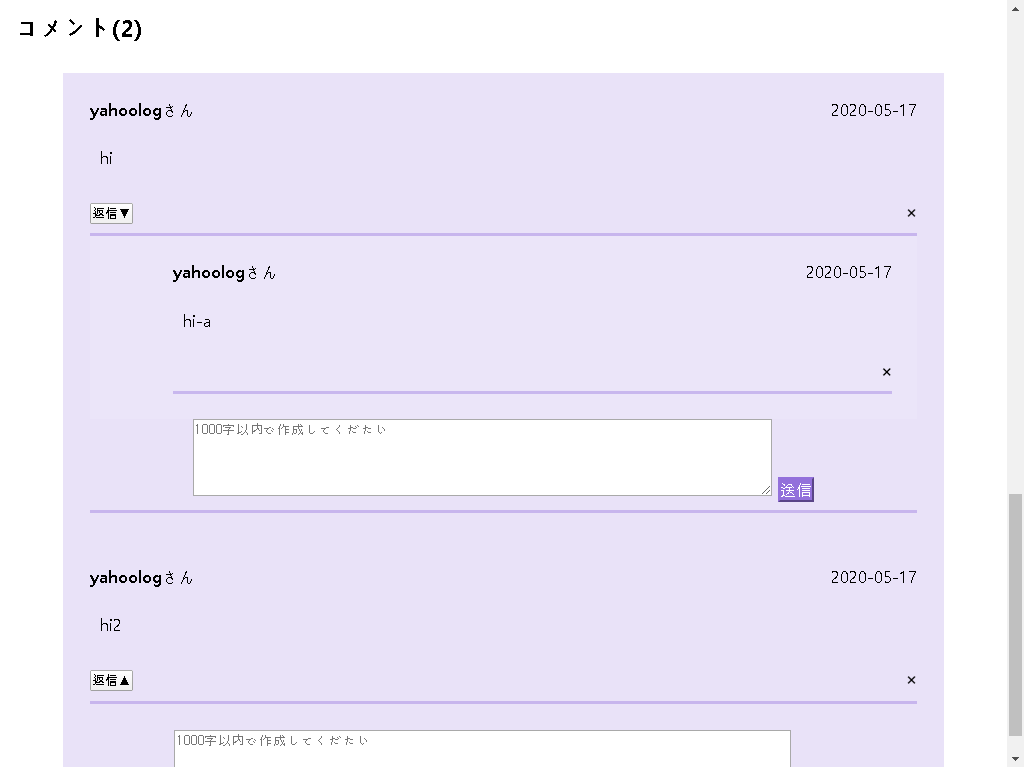 コメント(2)
yahoologさん 2020-05-17
hi
返信▼ ×
yahoologさん 2020-05-17
hi-a
×
1000字以内で作成してくだたい
送信
yahoologさん 2020-05-17
hi2
返信▲ ×
1000字以内で作成してくだたい